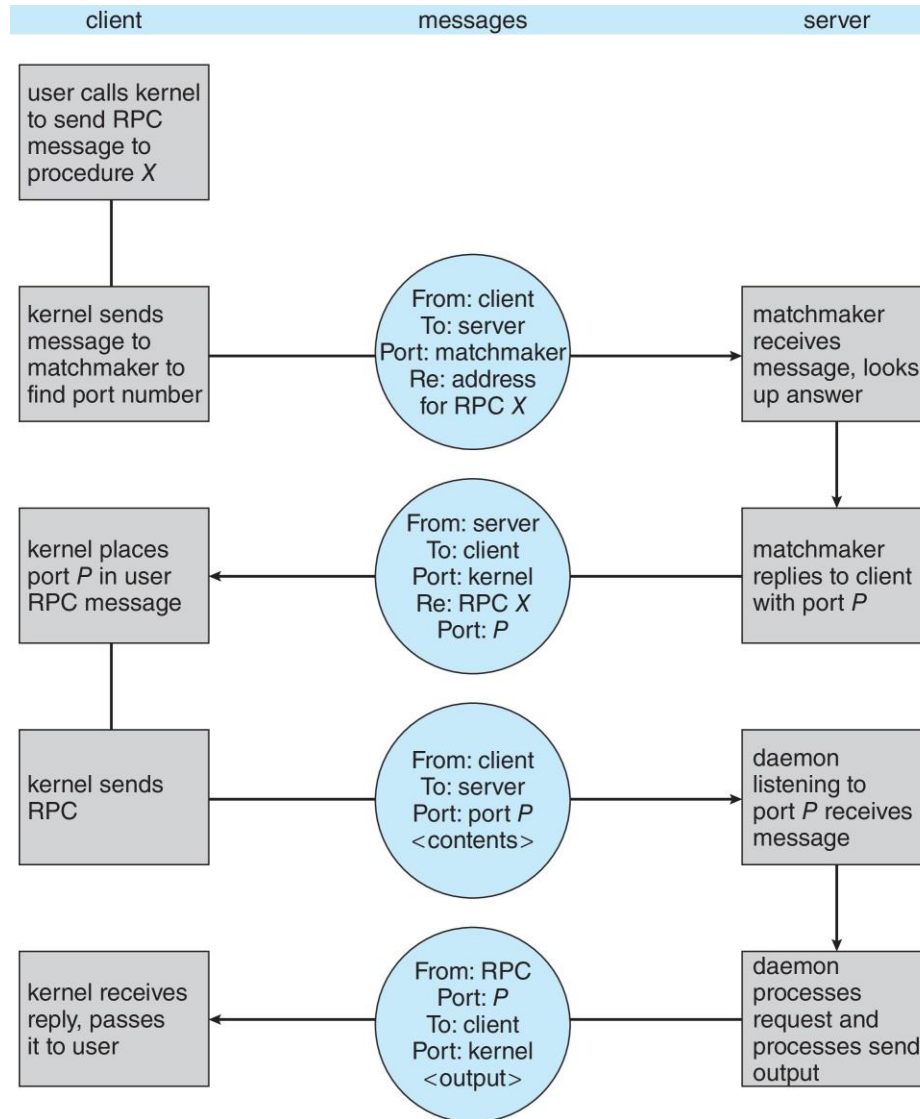 client
messages
server
user calls kernel
to send RPC
message to
procedure X
kernel sends
message to
matchmaker to
find port number
From: client
To: server
Port: matchmaker
Re: address
for RPC X
matchmaker
receives
message, looks
up answer
kernel places
port P in user
RPC message
From: server
To: client
Port: kernel
Re: RPC X
Port: P
matchmaker
replies to client
with port P
kernel sends
RPC
From: client
To: server
Port: port P
<contents>
daemon
listening to
port P receives
message
kernel receives
reply, passes
it to user
From: RPC
Port: P
To: client
Port: kernel
<output>
daemon
processes
request and
processes send
output